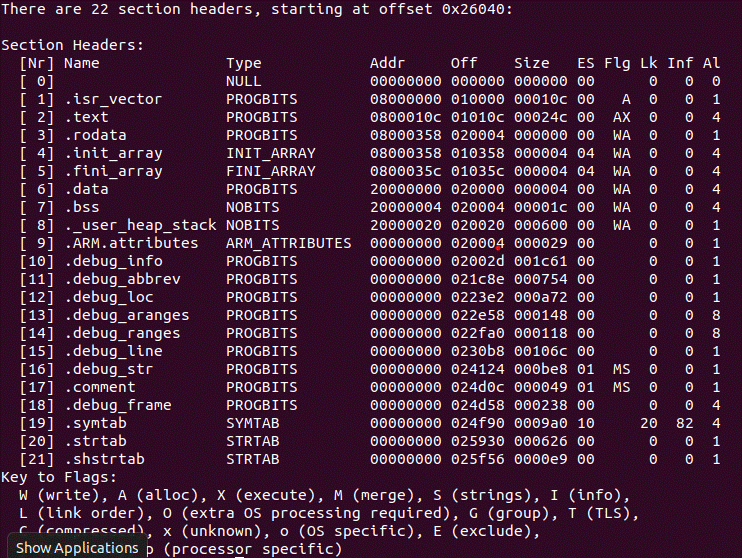 There are 22 section headers, starting at offset 0x26040:
Section Headers:
  [Nr] Name              Type            Addr     Off    Size   ES Flg Lk Inf Al
  [ 0]                   NULL            00000000 000000 000000 00      0   0  0
  [ 1] .isr_vector       PROGBITS        08000000 010000 00010c 00   A  0   0  1
  [ 2] .text             PROGBITS        0800010c 01010c 00024c 00  AX  0   0  4
  [ 3] .rodata           PROGBITS        08000358 020004 000000 00  WA  0   0  1
  [ 4] .init_array       INIT_ARRAY      08000358 010358 000004 04  WA  0   0  4
  [ 5] .fini_array       FINI_ARRAY      0800035c 01035c 000004 04  WA  0   0  4
  [ 6] .data             PROGBITS        20000000 020000 000004 00  WA  0   0  4
  [ 7] .bss              NOBITS          20000004 020004 00001c 00  WA  0   0  4
  [ 8] ._user_heap_stack NOBITS          20000020 020020 000600 00  WA  0   0  1
  [ 9] .ARM.attributes   ARM_ATTRIBUTES  00000000 020004 000029 00      0   0  1
  [10] .debug_info       PROGBITS        00000000 02002d 001c61 00      0   0  1
  [11] .debug_abbrev     PROGBITS        00000000 021c8e 000754 00      0   0  1
  [12] .debug_loc        PROGBITS        00000000 0223e2 000a72 00      0   0  1
  [13] .debug_aranges    PROGBITS        00000000 022e58 000148 00      0   0  8
  [14] .debug_ranges     PROGBITS        00000000 022fa0 000118 00      0   0  8
  [15] .debug_line       PROGBITS        00000000 0230b8 00106c 00      0   0  1
  [16] .debug_str        PROGBITS        00000000 024124 000be8 01  MS  0   0  1
  [17] .comment          PROGBITS        00000000 024d0c 000049 01  MS  0   0  1
  [18] .debug_frame      PROGBITS        00000000 024d58 000238 00      0   0  4
  [19] .symtab           SYMTAB          00000000 024f90 0009a0 10     20  82  4
  [20] .strtab           STRTAB          00000000 025930 000626 00      0   0  1
  [21] .shstrtab         STRTAB          00000000 025f56 0000e9 00      0   0  1
Key to Flags:
  W (write), A (alloc), X (execute), M (merge), S (strings), I (info),
  L (link order), O (extra OS processing required), G (group), T (TLS),
  C (compressed), x (unknown), o (OS specific), E (exclude),
Show Applications p (processor specific)